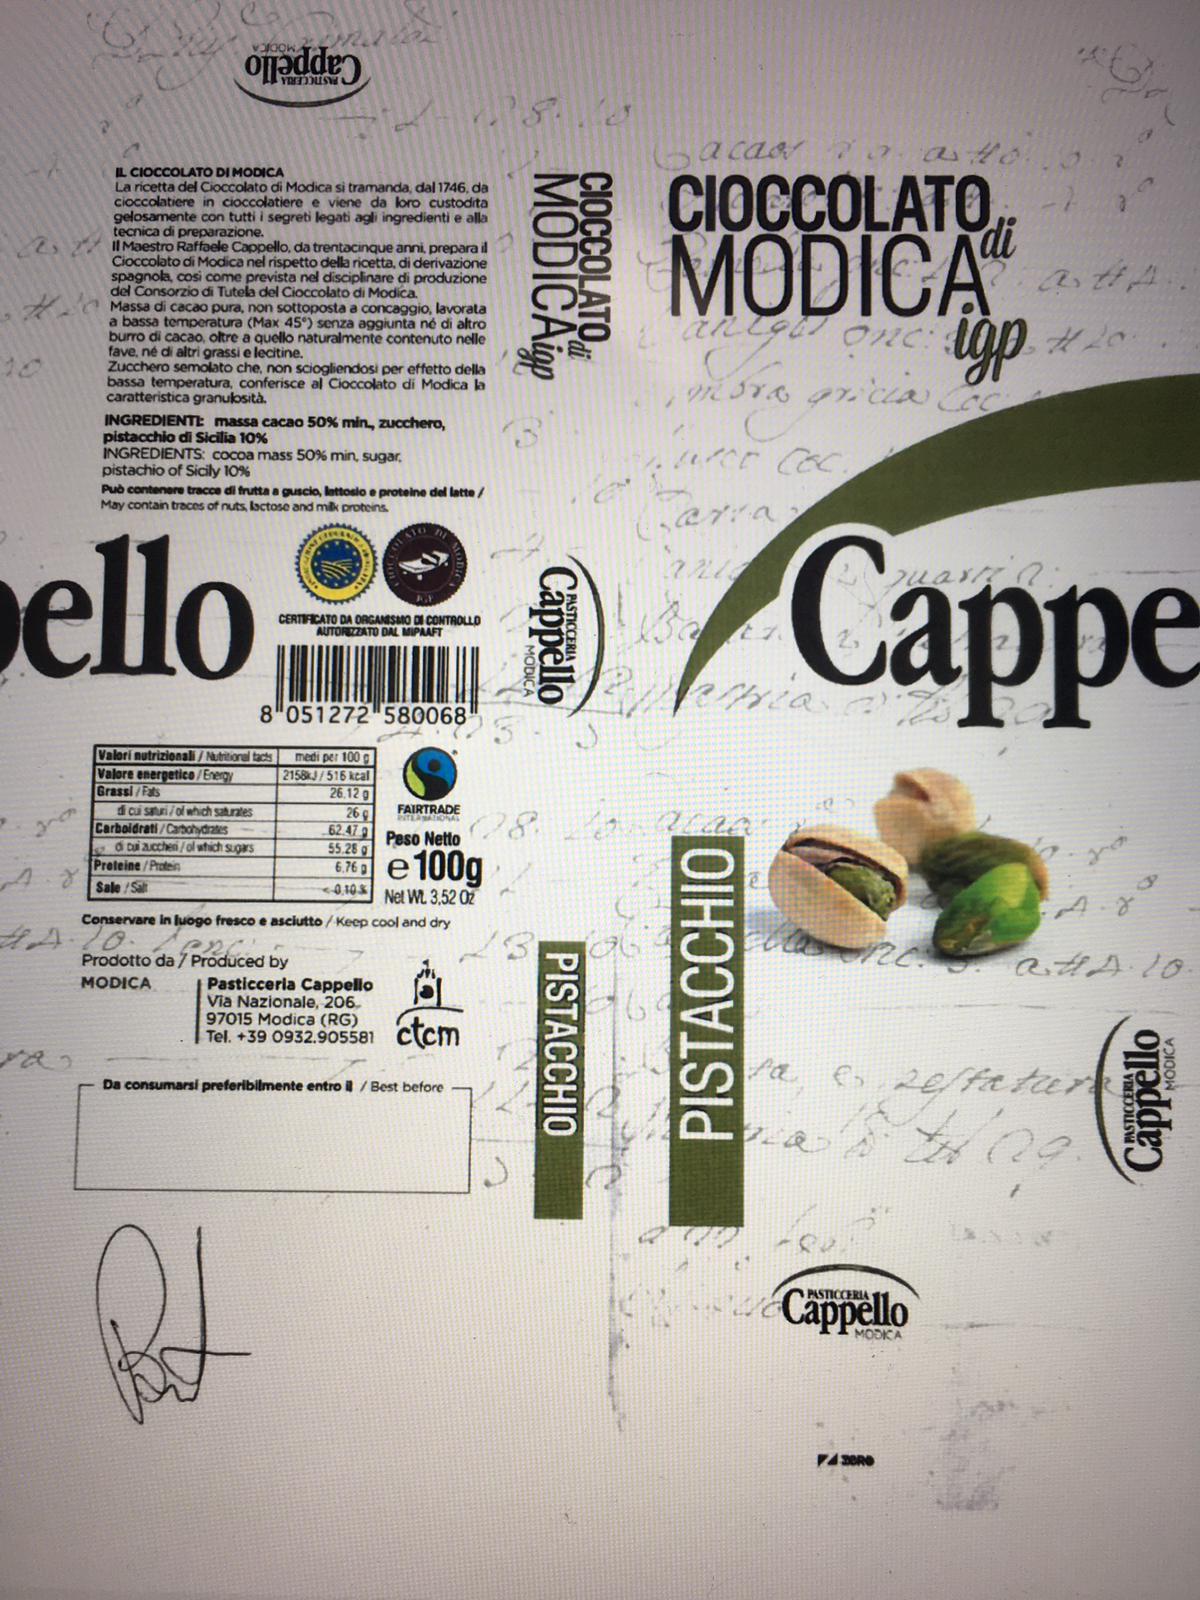 PASTICCERIA
Cappello
MODICA
IL CIOCCOLATO DI MODICA
La ricetta del Cioccolato di Modica si tramanda, dal 1746, da
cioccolatiere in cioccolatiere e viene da loro custodita
gelosamente con tutti i segreti legati agli ingredienti e alla
tecnica di preparazione.
Il Maestro Raffaele Cappello, da trentacinque anni, prepara il
Cioccolato di Modica nel rispetto della ricetta, di derivazione
spagnola, così come prevista nel disciplinare di produzione
del Consorzio di Tutela del Cioccolato di Modica.
Massa di cacao pura, non sottoposta a concaggio, lavorata
a bassa temperatura (Max 45°) senza aggiunta né di altro
burro di cacao, oltre a quello naturalmente contenuto nelle
fave, né di altri grassi e lecitine.
Zucchero semolato che, non sciogliendosi per effetto della
bassa temperatura, conferisce al Cioccolato di Modica la
caratteristica granulosità.
INGREDIENTI: massa cacao 50% min., zucchero,
pistacchio di Sicilia 10%
INGREDIENTS: cocoa mass 50% min, sugar,
pistachio of Sicily 10%
Può contenere tracce di frutta a guscio, lattosio e proteine del latte /
May contain traces of nuts, lactose and milk proteins.
ello
CIOCCOLATO DI MODICA
IGP
CERTIFICATO DA ORGANISMO DI CONTROLLO
AUTORIZZATO DAL MIPAAFT
8 051272 580068
Valori nutrizionali / Nutritional facts medi per 100 g
Valore energetico / Energy 2158kJ / 516 kcal
Grassi / Fats 26.12 g
di cui saturi / of which saturates 26 g
Carboidrati / Carbohydrates 62.47 g
di cui zuccheri / of which sugars 55.28 g
Proteine / Protein 6.76 g
Sale / Salt < 0,10 %
FAIRTRADE
INTERNATIONAL
Peso Netto
e 100g
Net Wt. 3,52 Oz
Conservare in luogo fresco e asciutto / Keep cool and dry
Prodotto da / Produced by
MODICA
Pasticceria Cappello
Via Nazionale, 206
97015 Modica (RG)
Tel. +39 0932.905581
ctcm
Da consumarsi preferibilmente entro il / Best before
CIOCCOLATO di
MODICA igp
PASTICCERIA
Cappello
MODICA
PISTACCHIO
CIOCCOLATO di
MODICA
igp
Cappe
PISTACCHIO
PASTICCERIA
Cappello
MODICA
PASTICCERIA
Cappello
MODICA
ZERO